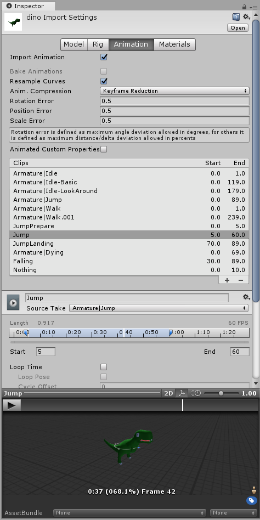 Inspector
dino Import Settings
Open
Model Rig Animation Materials
Import Animation
Bake Animations
Resample Curves
Anim. Compression Keyframe Reduction
Rotation Error 0.5
Position Error 0.5
Scale Error 0.5
Rotation error is defined as maximum angle deviation allowed in degrees, for others it
is defined as maximum distance/delta deviation allowed in percents
Animated Custom Properties
Clips Start End
Armature|Idle 0.0 1.0
Armature|Idle-Basic 0.0 119.0
Armature|Idle-LookAround 0.0 179.0
Armature|Jump 0.0 89.0
Armature|Walk 0.0 1.0
Armature|Walk.001 0.0 239.0
JumpPrepare 0.0 5.0
Jump 5.0 60.0
JumpLanding 70.0 89.0
Armature|Dying 0.0 69.0
Falling 30.0 89.0
Nothing 0.0 10.0
+ −
Jump
Source Take Armature|Jump
Length 0.917 60 FPS
0:00 0:10 0:20 0:30 0:40 0:50 1:00 1:10 1:20
Start 5 End 60
Loop Time
Loop Pose
Cycle Offset 0
Jump 2D 1.00
0:37 (068.1%) Frame 42
AssetBundle None None